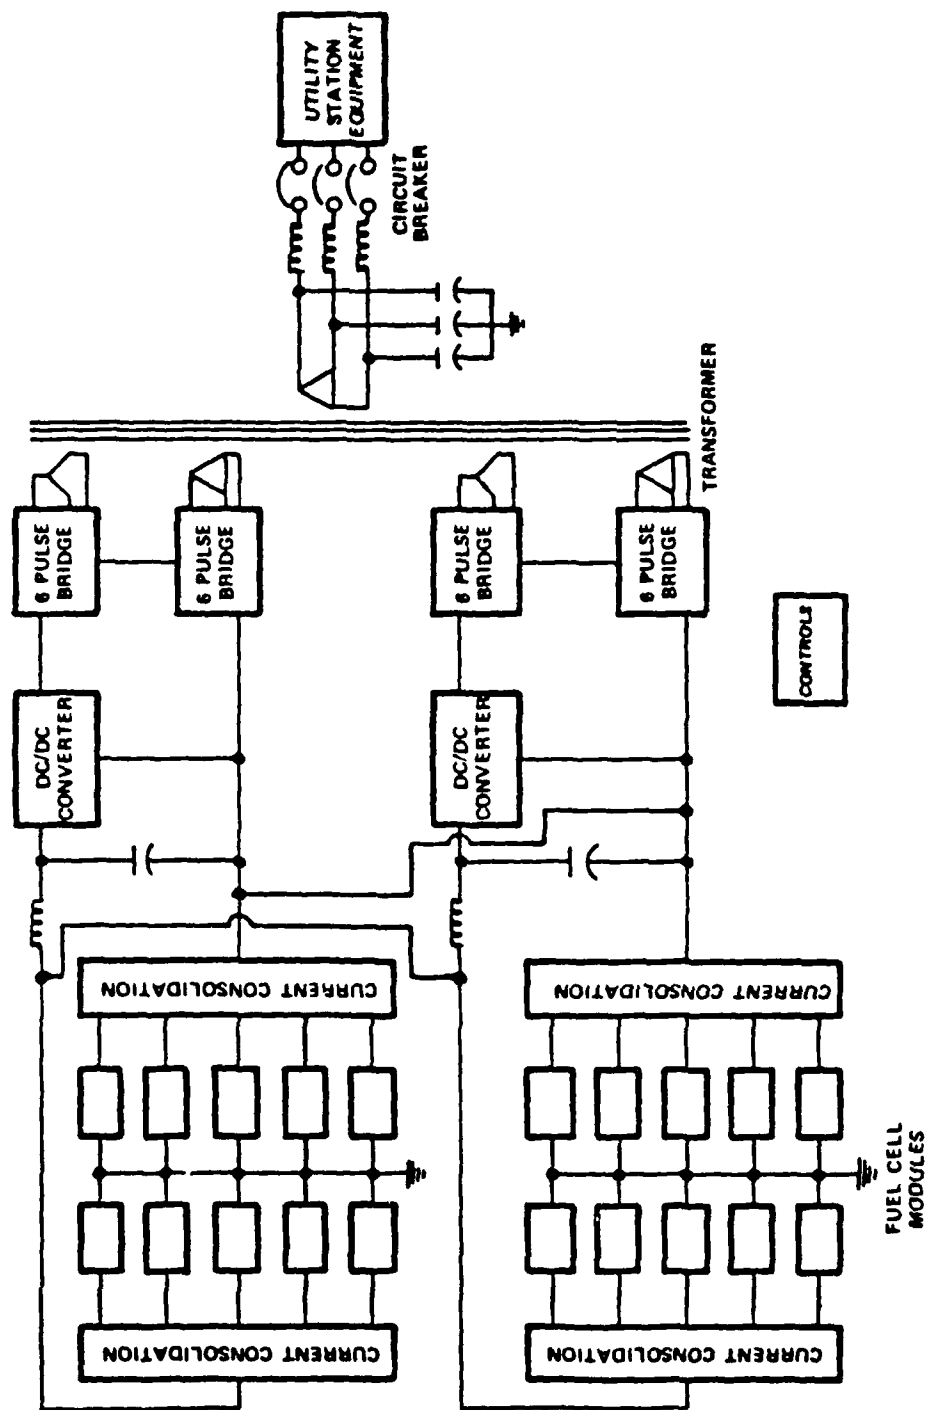 UTILITY
STATION
EQUIPMENT
CIRCUIT
BREAKER
TRANSFORMER
6 PULSE
BRIDGE
6 PULSE
BRIDGE
6 PULSE
BRIDGE
6 PULSE
BRIDGE
DC/DC
CONVERTER
DC/DC
CONVERTER
CONTROLS
CURRENT CONSOLIDATION
CURRENT CONSOLIDATION
CURRENT CONSOLIDATION
CURRENT CONSOLIDATION
FUEL CELL
MODULES